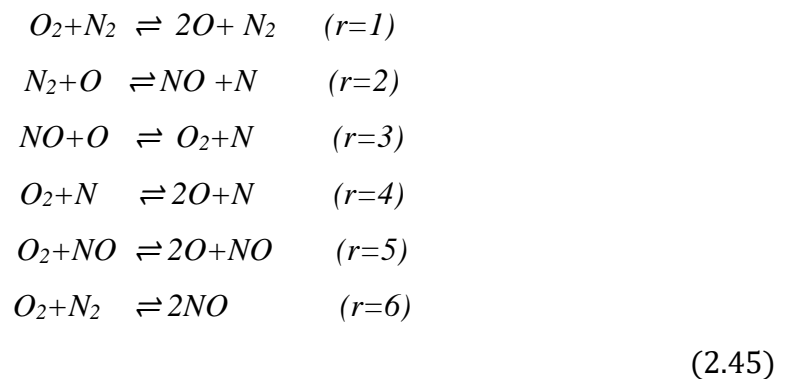 O₂+N₂ ⇌ 2O+ N₂ (r=1)
N₂+O ⇌NO +N (r=2)
NO+O ⇌ O₂+N (r=3)
O₂+N ⇌2O+N (r=4)
O₂+NO ⇌2O+NO (r=5)
O₂+N₂ ⇌2NO (r=6)
(2.45)